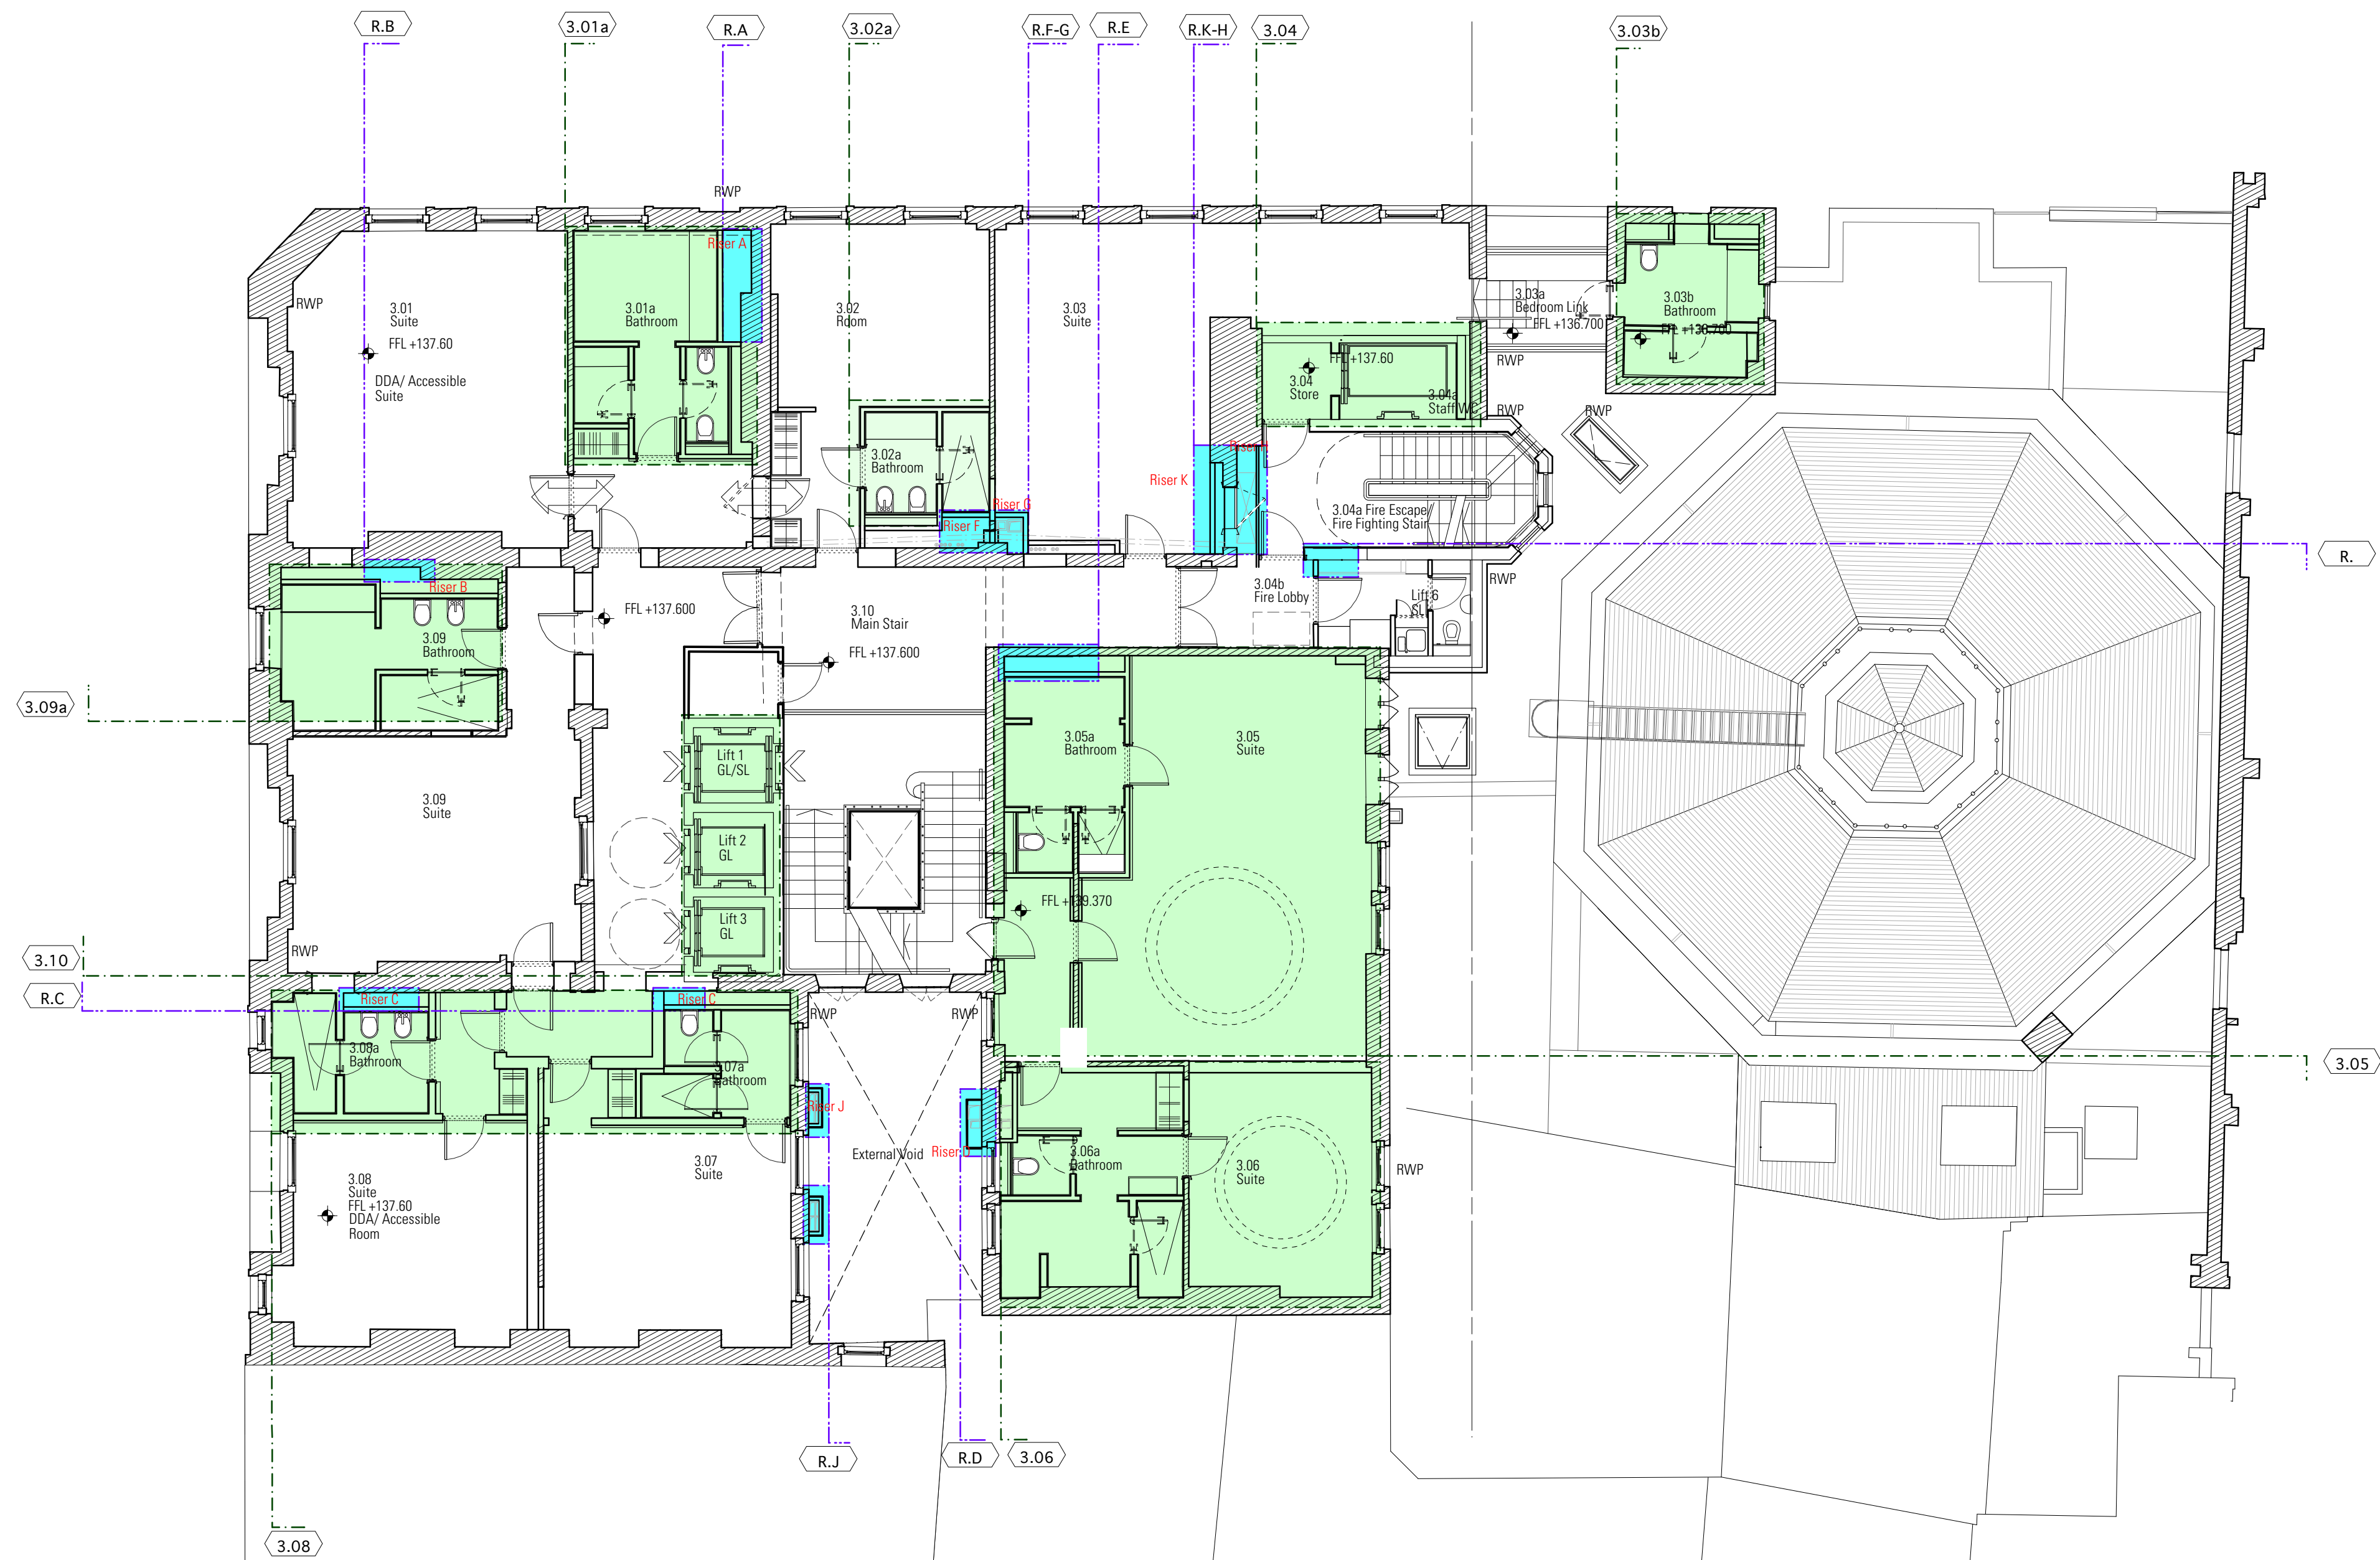 R.B
3.01a
R.A
3.02a
R.F-G
R.E
R.K-H
3.04
3.03b
RWP
Riser A
RWP
3.01
Suite
FFL +137.60
DDA/ Accessible
Suite
3.01a
Bathroom
3.02
Room
3.03
Suite
3.03a
Bedroom Link
FFL +136.700
RWP
3.03b
Bathroom
FFL +136.700
FFL +137.60
3.04
Store
3.04a
Staff WC
RWP
RWP
3.02a
Bathroom
Riser H
Riser K
Riser G
Riser F
3.04a Fire Escape/
Fire Fighting Stair
R.
Riser B
RWP
3.04b
Fire Lobby
Lift 6
SL
FFL +137.600
3.10
Main Stair
FFL +137.600
3.09
Bathroom
3.09a
Lift 1
GL/SL
3.05a
Bathroom
3.05
Suite
3.09
Suite
Lift 2
GL
Lift 3
GL
FFL +139.370
RWP
3.10
R.C
Riser C
Riser C
RWP
RWP
3.08a
Bathroom
3.07a
Bathroom
3.05
Riser J
External Void
Riser D
3.06a
Bathroom
3.06
Suite
RWP
3.07
Suite
3.08
Suite
FFL +137.60
DDA/ Accessible
Room
R.J
R.D
3.06
3.08